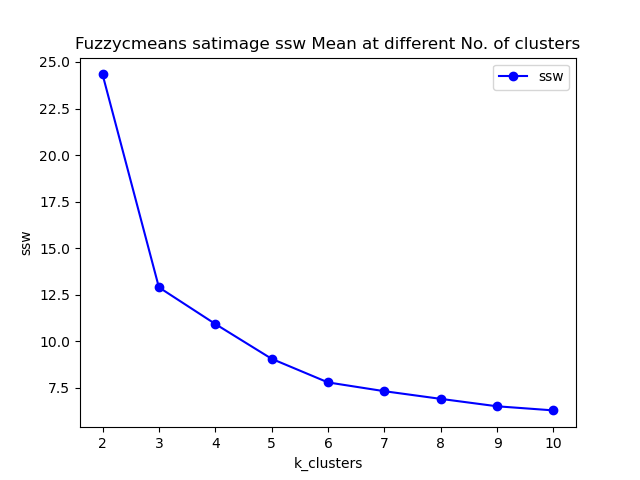 Fuzzycmeans satimage ssw Mean at different No. of clusters
ssw
25.0
22.5
20.0
17.5
15.0
12.5
10.0
7.5
ssw
2 3 4 5 6 7 8 9 10
k_clusters